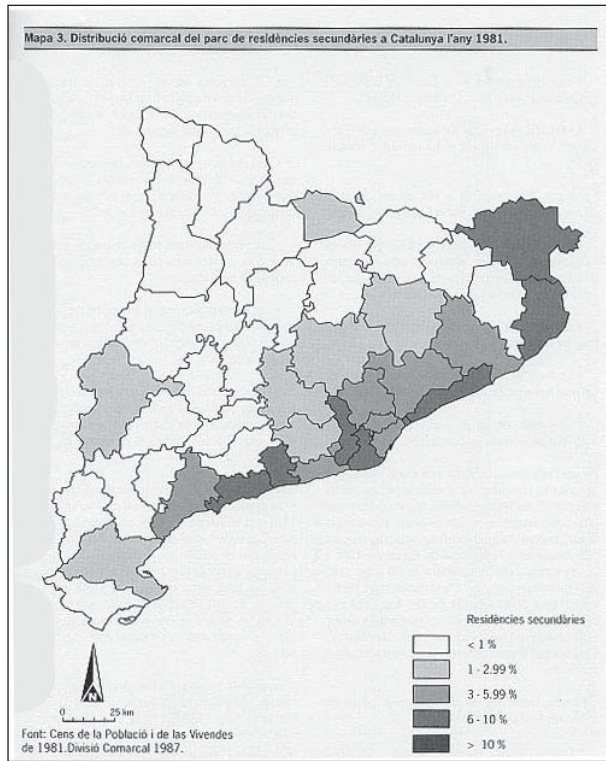 Mapa 3. Distribució comarcal del parc de residències secundàries a Catalunya l'any 1981.
Residències secundàries
< 1 %
1 - 2.99 %
3 - 5.99 %
6 - 10 %
> 10 %
N
0 25 km
Font: Cens de la Població i de las Vivendes
de 1981.Divisió Comarcal 1987.